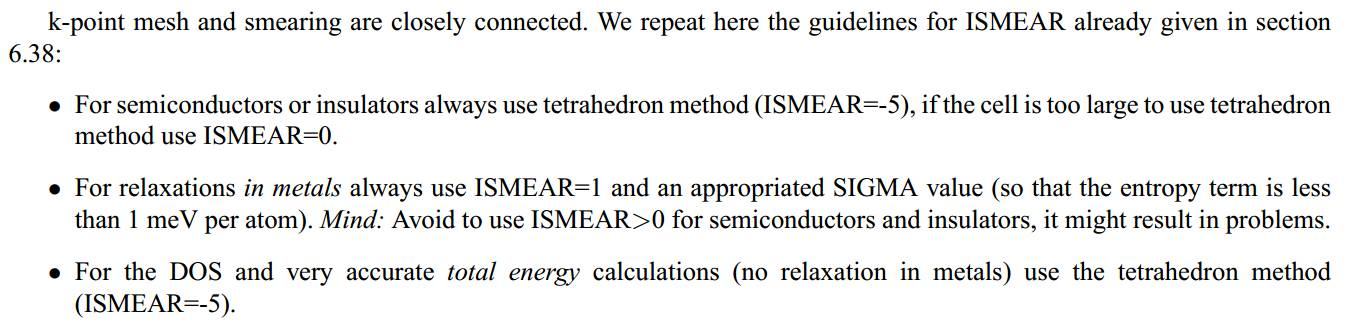 k-point mesh and smearing are closely connected. We repeat here the guidelines for ISMEAR already given in section
6.38:
• For semiconductors or insulators always use tetrahedron method (ISMEAR=-5), if the cell is too large to use tetrahedron
method use ISMEAR=0.
• For relaxations in metals always use ISMEAR=1 and an appropriated SIGMA value (so that the entropy term is less
than 1 meV per atom). Mind: Avoid to use ISMEAR>0 for semiconductors and insulators, it might result in problems.
• For the DOS and very accurate total energy calculations (no relaxation in metals) use the tetrahedron method
(ISMEAR=-5).